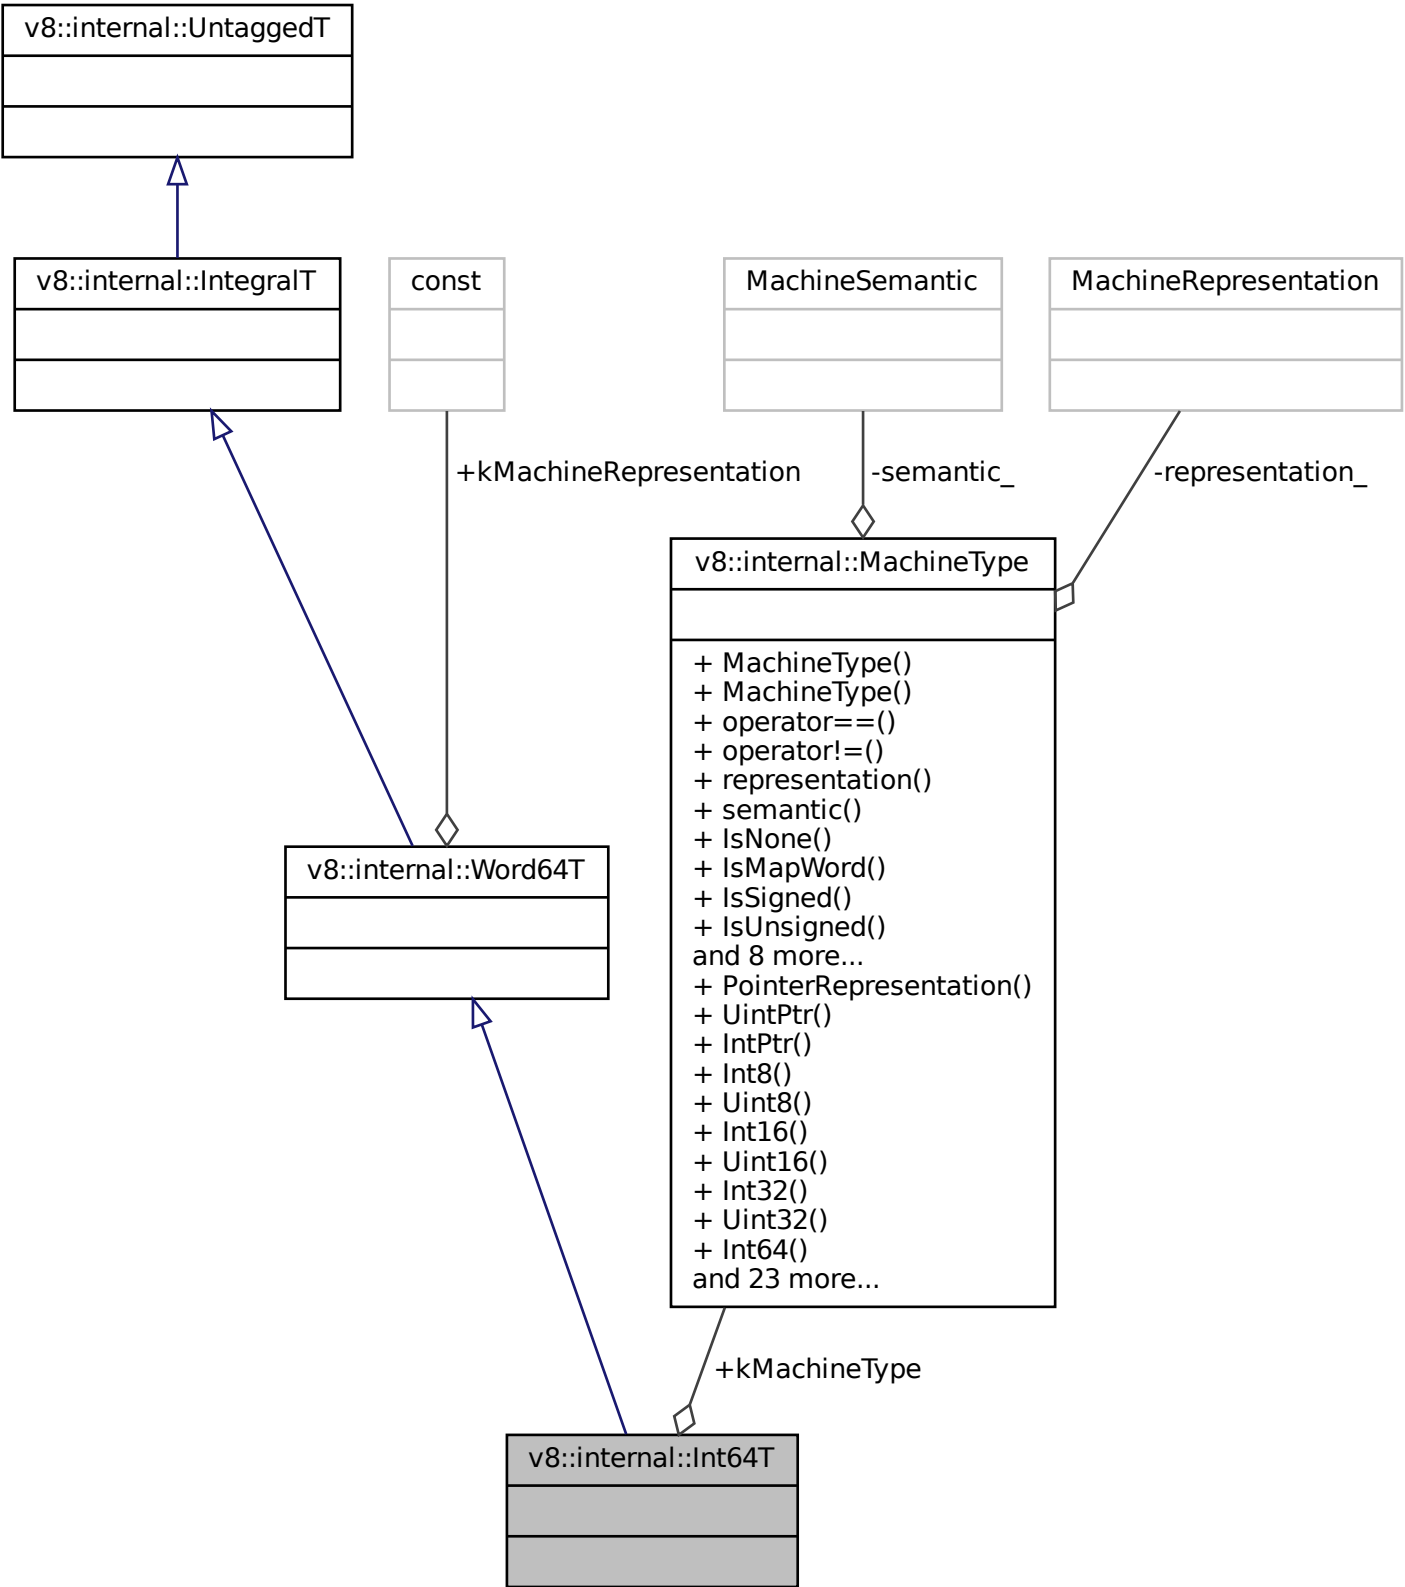 v8::internal::UntaggedT
v8::internal::IntegralT
const
MachineSemantic
MachineRepresentation
+kMachineRepresentation
-semantic_
-representation_
v8::internal::MachineType
+ MachineType()
+ MachineType()
+ operator==()
+ operator!=()
+ representation()
+ semantic()
+ IsNone()
+ IsMapWord()
+ IsSigned()
+ IsUnsigned()
and 8 more...
+ PointerRepresentation()
+ UintPtr()
+ IntPtr()
+ Int8()
+ Uint8()
+ Int16()
+ Uint16()
+ Int32()
+ Uint32()
+ Int64()
and 23 more...
v8::internal::Word64T
+kMachineType
v8::internal::Int64T